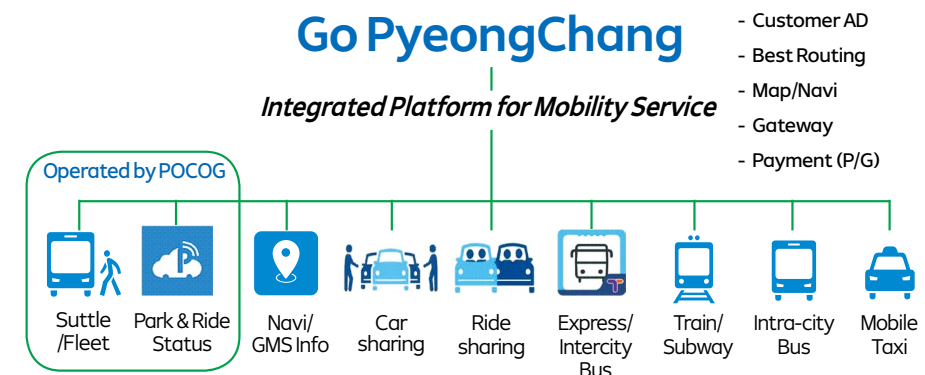 Go PyeongChang
Integrated Platform for Mobility Service
- Customer AD
- Best Routing
- Map/Navi
- Gateway
- Payment (P/G)
Operated by POCOG
Suttle
/Fleet
Park & Ride
Status
Navi/
GMS Info
Car
sharing
Ride
sharing
Express/
Intercity
Bus
Train/
Subway
Intra-city
Bus
Mobile
Taxi
P
T